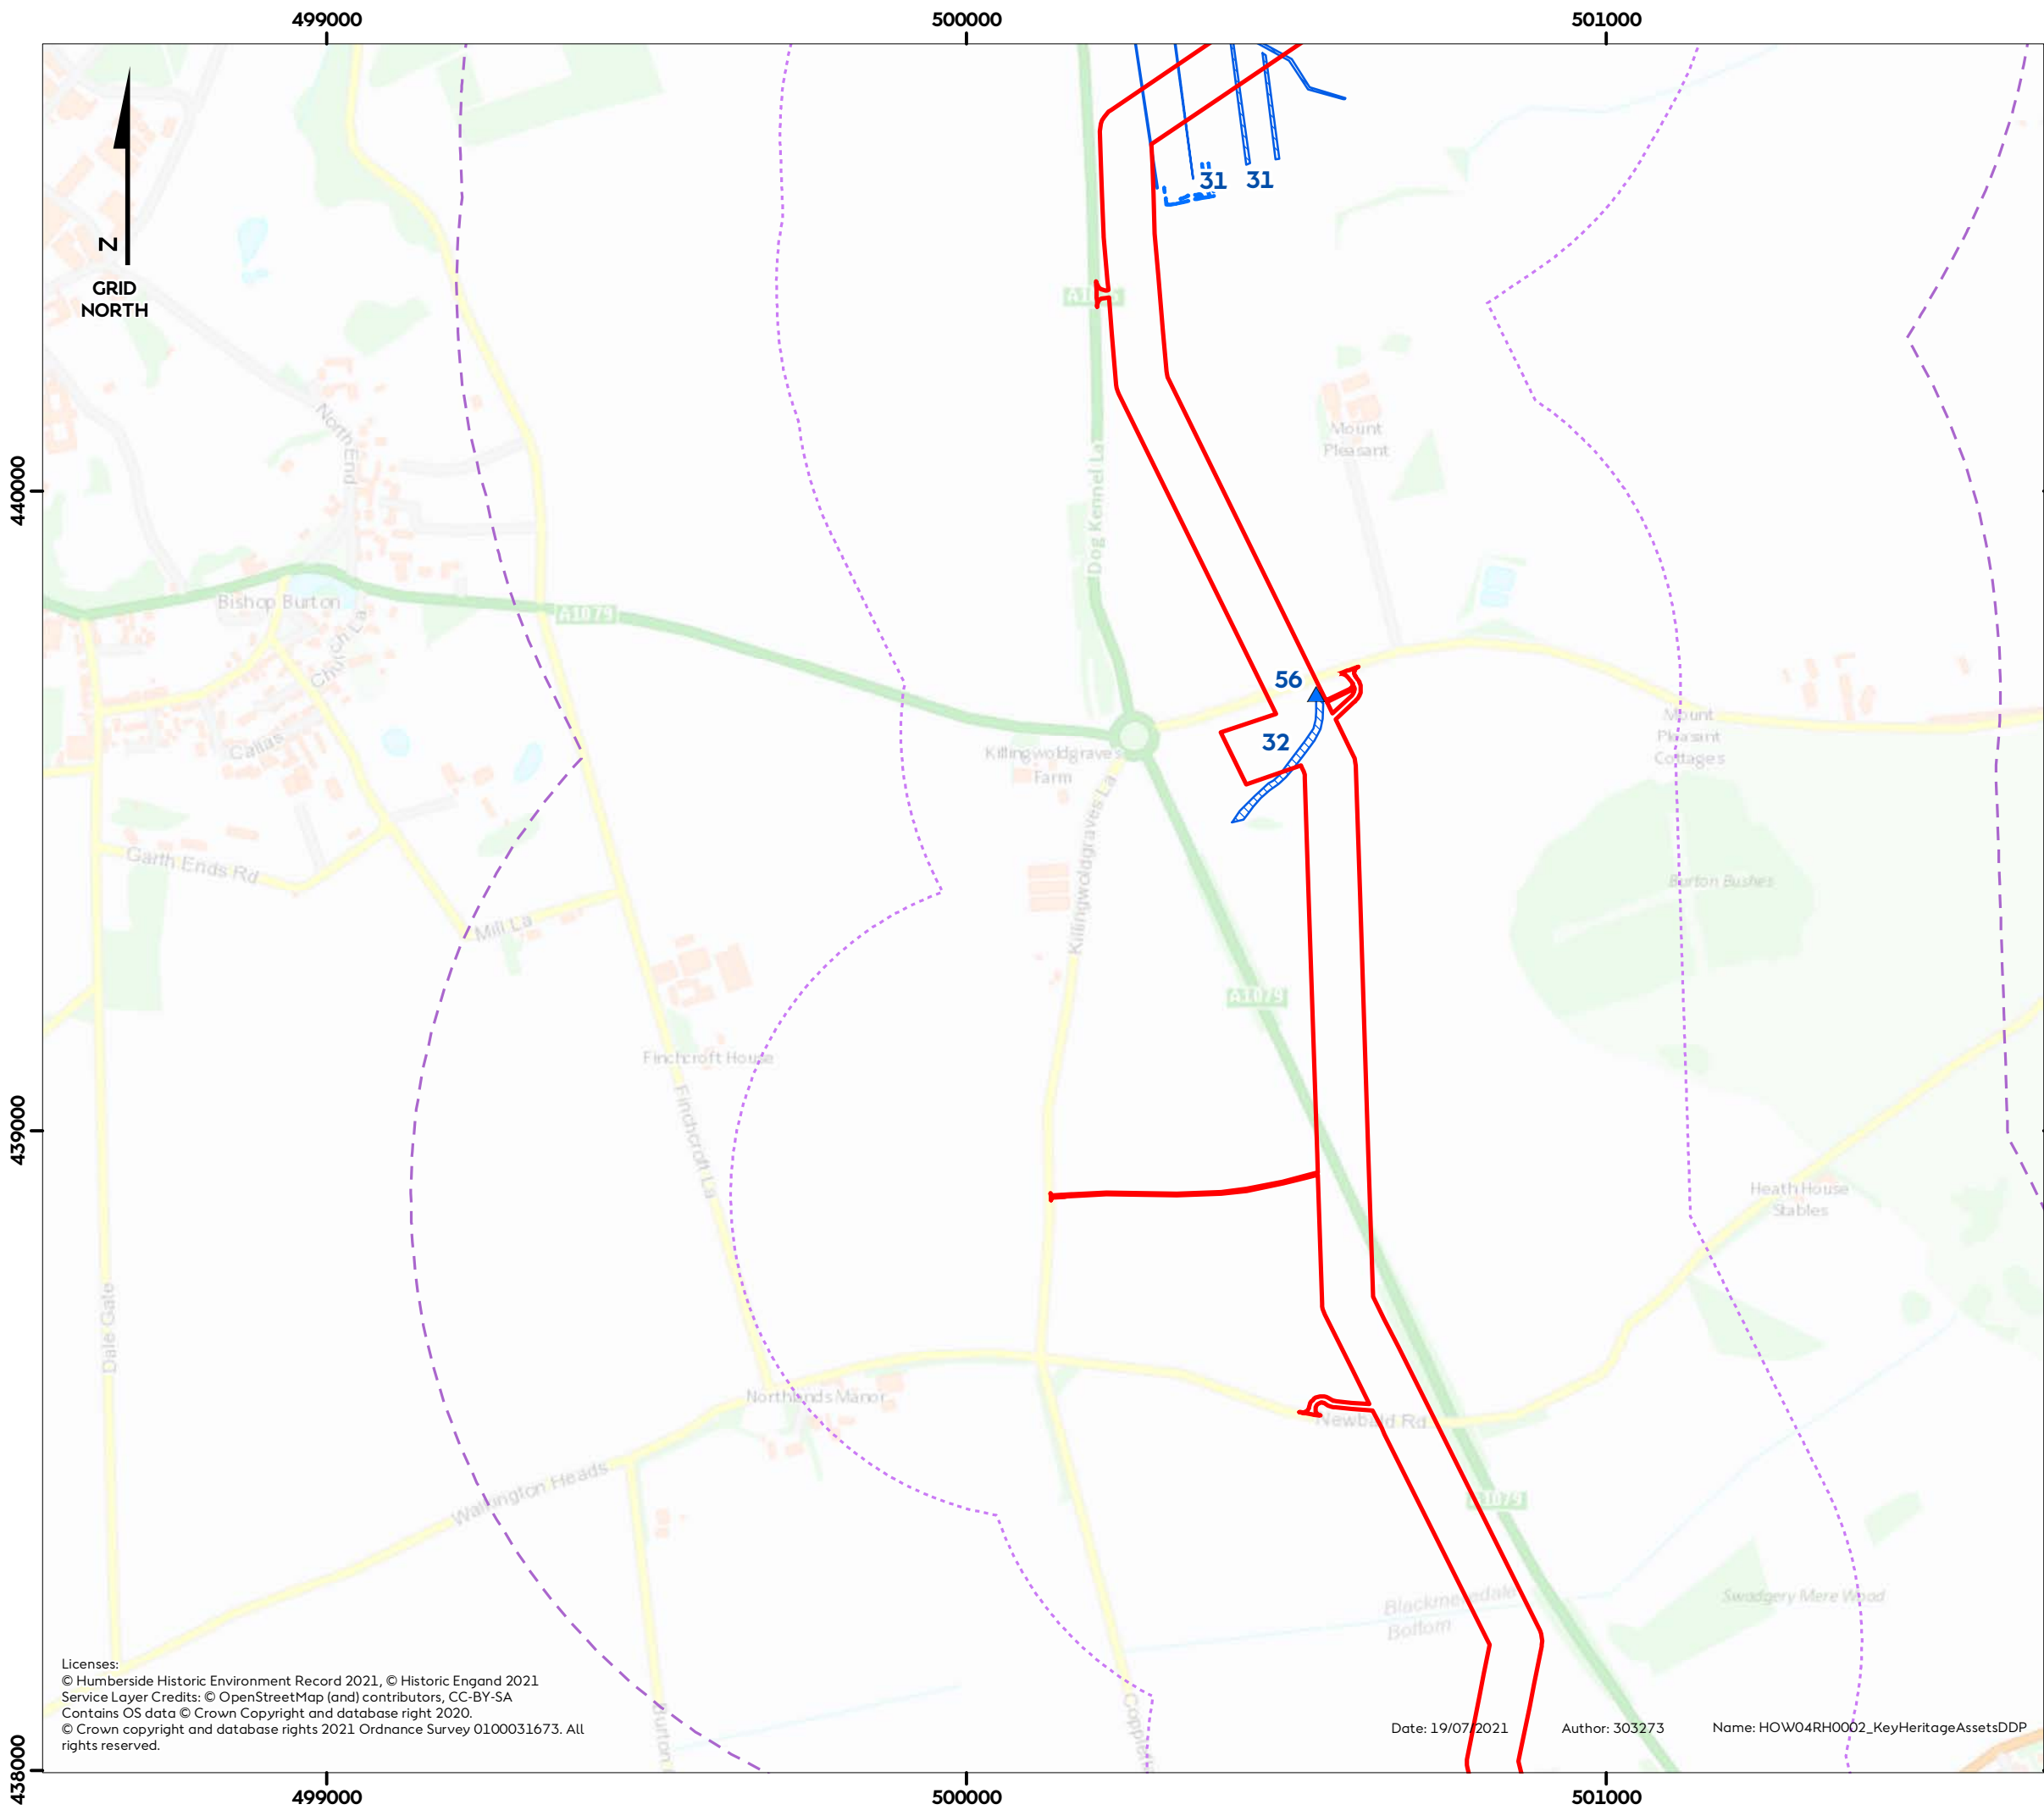 499000
500000
501000
N
GRID
NORTH
31
31
North End
Dog Kennel La
Mount
Pleasant
440000
Bishop Burton
A1079
Church La
56
32
Callas
Killingwoldgraves
Farm
Mount
Pleasant
Cottages
Killingwoldgraves La
Garth Ends Rd
Burton Bushes
Mill La
A1079
Finchcroft House
Finchcroft La
439000
Heath House
Stables
Dale Gate
Northlands Manor
Newbald Rd
Walkington Heads
A1079
Blackmeredale
Bottom
Swadgery Mere Wood
Burton
Licenses:
© Humberside Historic Environment Record 2021, © Historic Engand 2021
Service Layer Credits: © OpenStreetMap (and) contributors, CC-BY-SA
Contains OS data © Crown Copyright and database right 2020.
© Crown copyright and database rights 2021 Ordnance Survey 0100031673. All
rights reserved.
Date: 19/07/2021 Author: 303273 Name: HOW04RH0002_KeyHeritageAssetsDDP
438000
499000
500000
501000